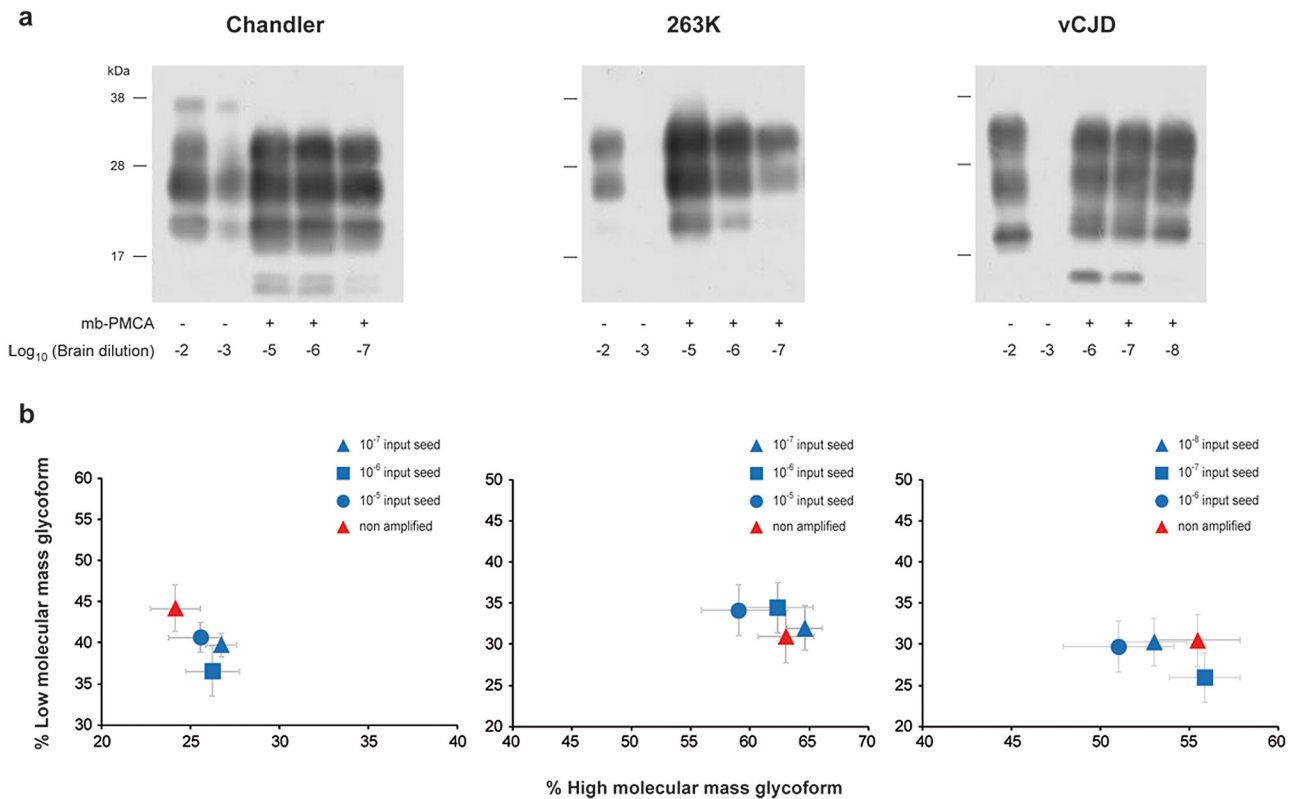 a
Chandler 263K vCJD
kDa
38
28
17
mb-PMCA - - + + + - - + + + - - + + +
Log10 (Brain dilution) -2 -3 -5 -6 -7 -2 -3 -5 -6 -7 -2 -3 -6 -7 -8
b
% Low molecular mass glycoform
60
55
50
45
40
35
30
20 25 30 35 40
10-7 input seed
10-6 input seed
10-5 input seed
non amplified
50
45
40
35
30
25
20
40 45 50 55 60 65 70
10-7 input seed
10-6 input seed
10-5 input seed
non amplified
50
45
40
35
30
25
20
40 45 50 55 60
10-8 input seed
10-7 input seed
10-6 input seed
non amplified
% High molecular mass glycoform